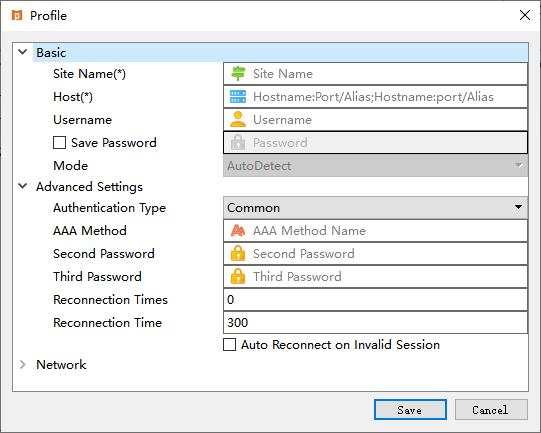 Profile
Basic
Site Name(*) Site Name
Host(*) Hostname:Port/Alias;Hostname:port/Alias
Username Username
Save Password Password
Mode AutoDetect
Advanced Settings
Authentication Type Common
AAA Method AAA Method Name
Second Password Second Password
Third Password Third Password
Reconnection Times 0
Reconnection Time 300
Auto Reconnect on Invalid Session
Network
Save Cancel